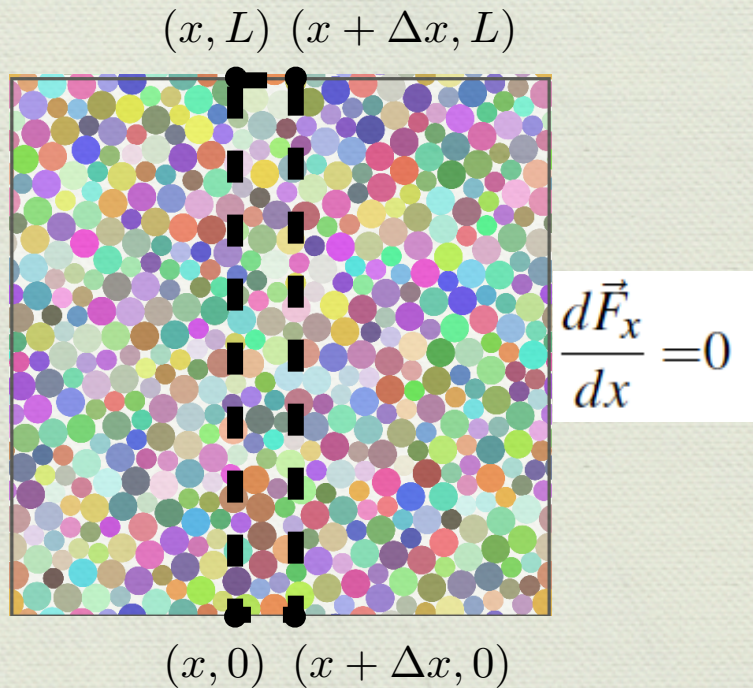 (x, L) (x + Δx, L)
dF⃗ₓ/dx =0
(x, 0) (x + Δx, 0)